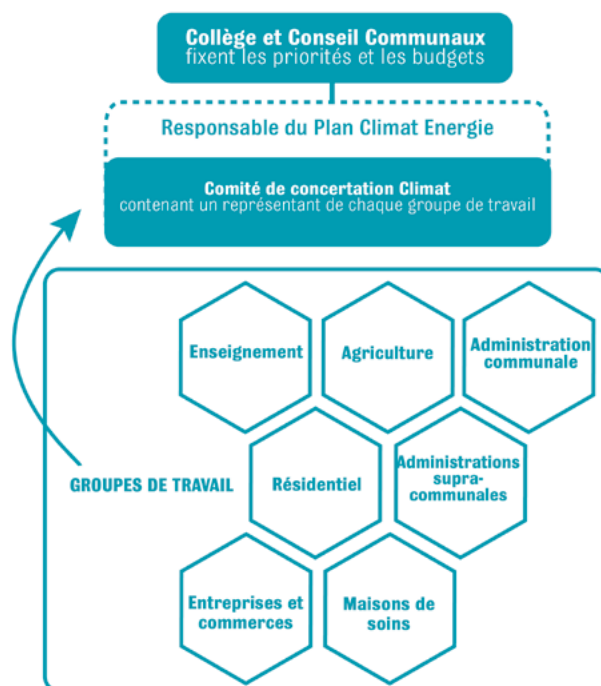 Collège et Conseil Communaux
fixent les priorités et les budgets
Responsable du Plan Climat Energie
Comité de concertation Climat
contenant un représentant de chaque groupe de travail
Enseignement
Agriculture
Administration
communale
GROUPES DE TRAVAIL
Résidentiel
Administrations
supra-
communales
Entreprises et
commerces
Maisons de
soins